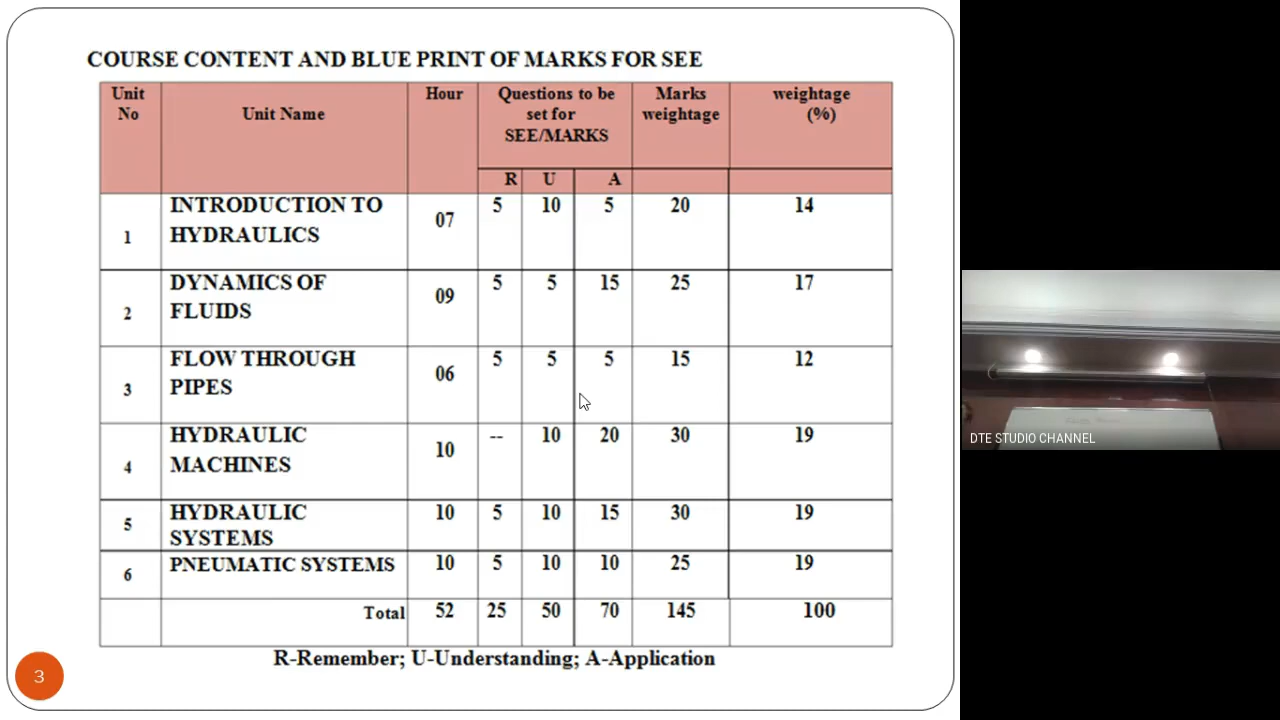 COURSE CONTENT AND BLUE PRINT OF MARKS FOR SEE
Unit No Unit Name Hour Questions to be set for SEE/MARKS Marks weightage weightage (%)
R U A
1 INTRODUCTION TO HYDRAULICS 07 5 10 5 20 14
2 DYNAMICS OF FLUIDS 09 5 5 15 25 17
3 FLOW THROUGH PIPES 06 5 5 5 15 12
4 HYDRAULIC MACHINES 10 -- 10 20 30 19
5 HYDRAULIC SYSTEMS 10 5 10 15 30 19
6 PNEUMATIC SYSTEMS 10 5 10 10 25 19
Total 52 25 50 70 145 100
R-Remember; U-Understanding; A-Application
3
DTE STUDIO CHANNEL